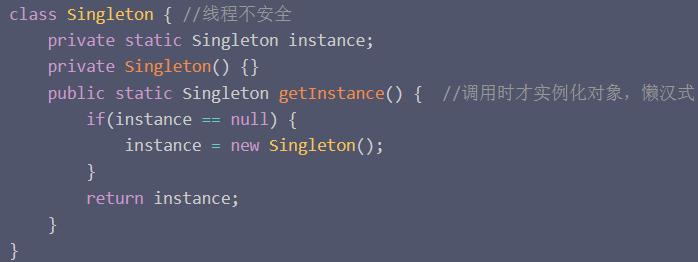 class Singleton { //线程不安全
    private static Singleton instance;
    private Singleton() {}
    public static Singleton getInstance() {  //调用时才实例化对象，懒汉式
        if(instance == null) {
            instance = new Singleton();
        }
        return instance;
    }
}